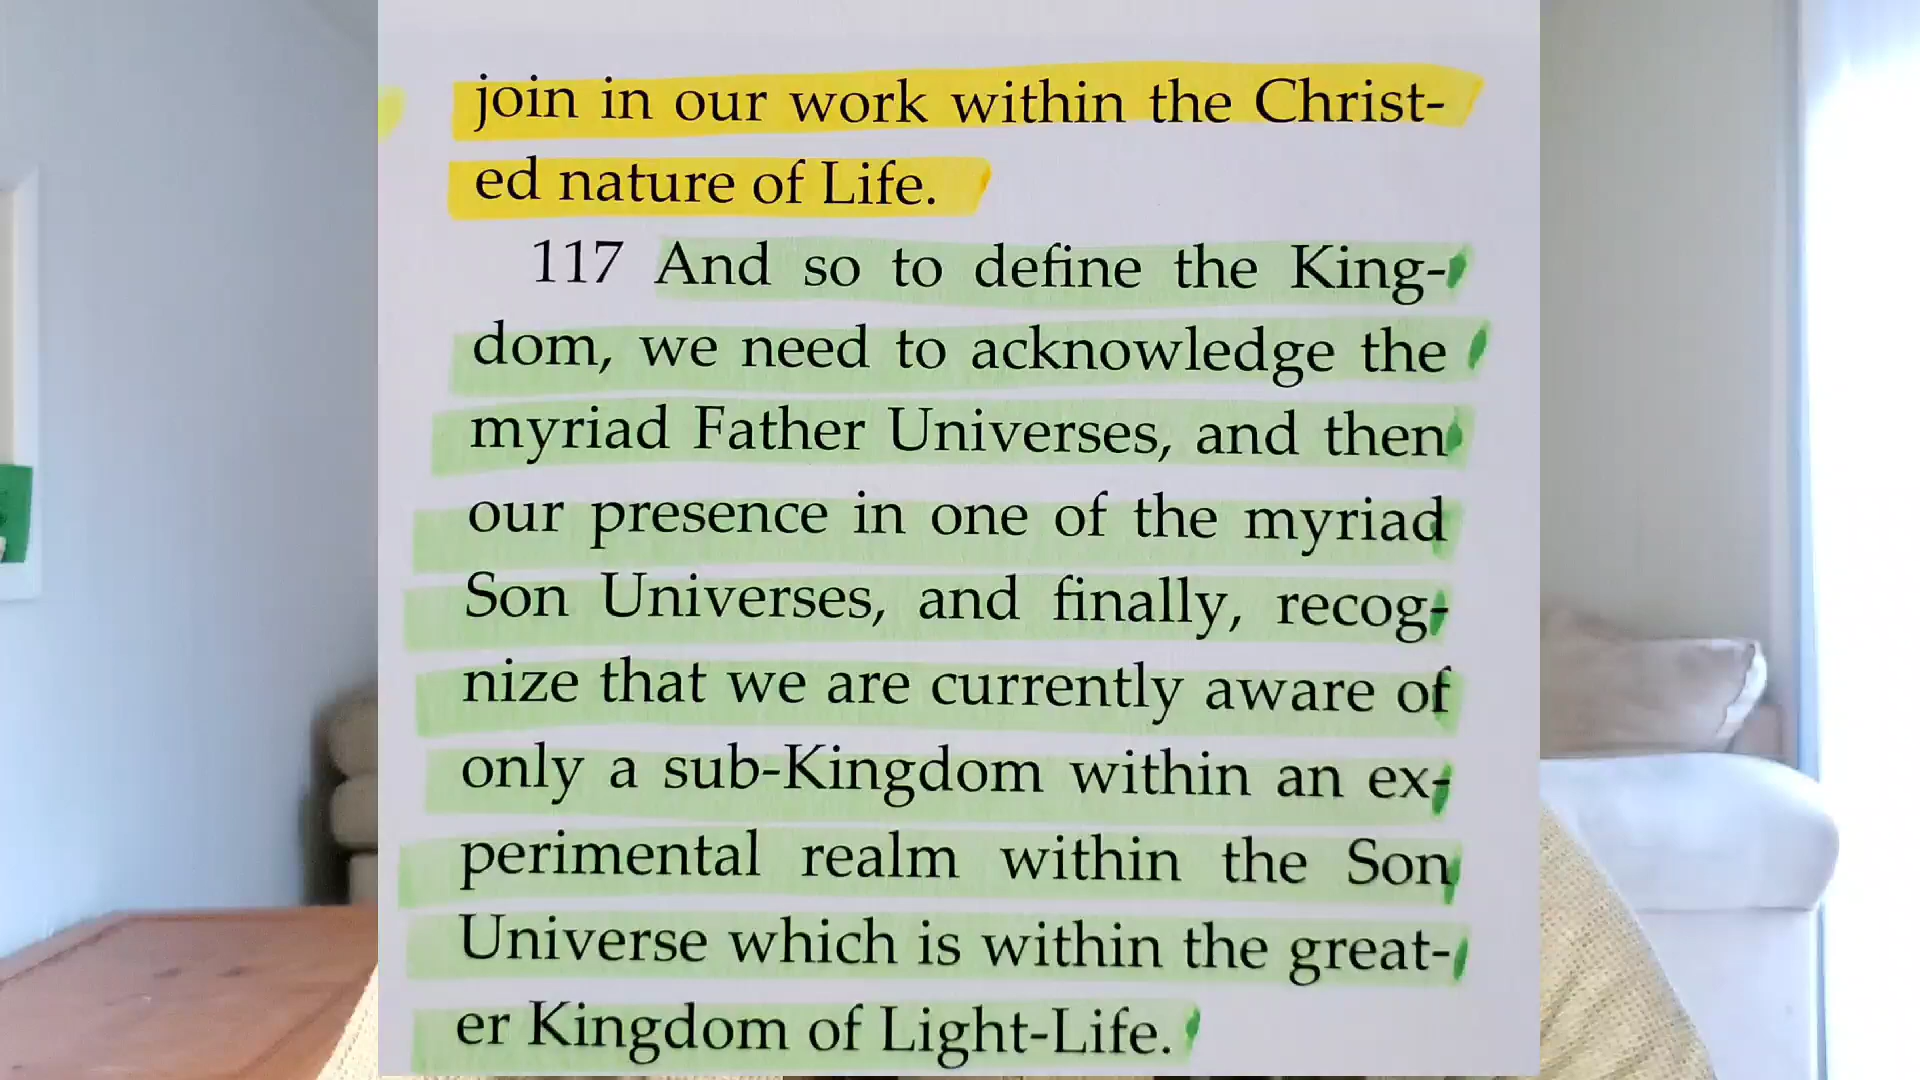 join in our work within the Christ-
ed nature of Life.
117 And so to define the King-
dom, we need to acknowledge the
myriad Father Universes, and then
our presence in one of the myriad
Son Universes, and finally, recog-
nize that we are currently aware of
only a sub-Kingdom within an ex-
perimental realm within the Son
Universe which is within the great-
er Kingdom of Light-Life.